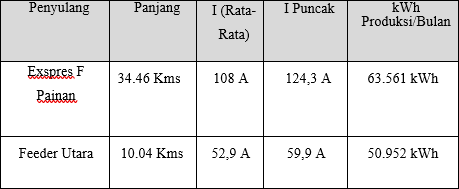 Penyulang Panjang I (Rata-Rata) I Puncak kWh Produksi/Bulan
Exspres F Painan 34.46 Kms 108 A 124,3 A 63.561 kWh
Feeder Utara 10.04 Kms 52,9 A 59,9 A 50.952 kWh